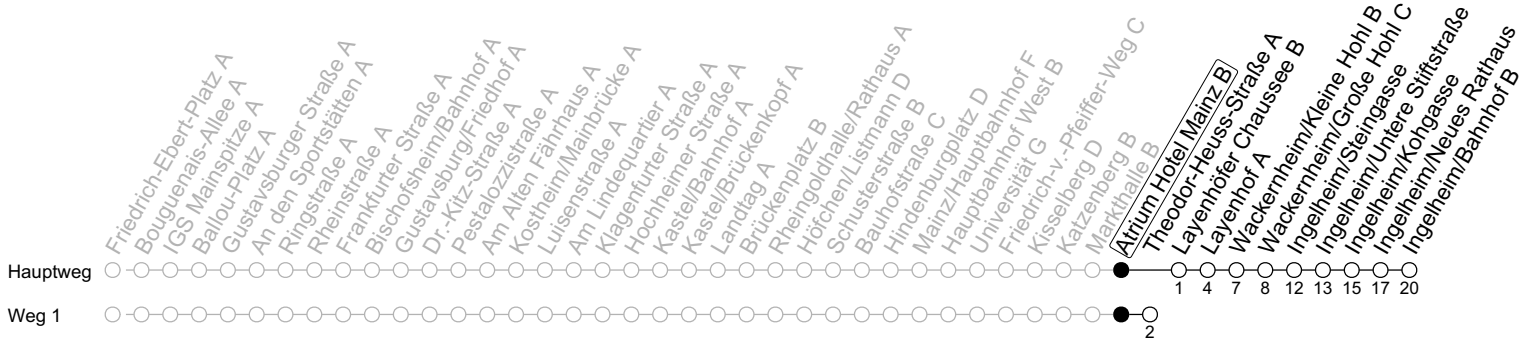 Friedrich-Ebert-Platz A
Bouguenais-Allee A
IGS Mainspitze A
Ballou-Platz A
Gustavsburger Straße A
An den Sportstätten A
Ringstraße A
Rheinstraße A
Frankfurter Straße A
Bischofsheim/Bahnhof A
Gustavsburg/Friedhof A
Dr.-Kitz-Straße A
Pestalozzistraße A
Am Alten Fährhaus A
Kostheim/Mainbrücke A
Luisenstraße A
Am Lindequartier A
Klagenfurter Straße A
Hochheimer Straße A
Kastel/Bahnhof A
Kastel/Brückenkopf A
Landtag A
Brückenplatz B
Rheingoldhalle/Rathaus A
Höfchen/Listmann D
Schusterstraße B
Bauhofstraße C
Hindenburgplatz D
Mainz/Hauptbahnhof F
Hauptbahnhof West B
Universität G
Friedrich-v.-Pfeiffer-Weg C
Kisselberg D
Katzenberg B
Markthalle B
Atrium Hotel Mainz B
Theodor-Heuss-Straße A
Layenhöfer Chaussee B
Layenhof A
Wackernheim/Kleine Hohl B
Wackernheim/Große Hohl C
Ingelheim/Steingasse
Ingelheim/Untere Stiftstraße
Ingelheim/Rohgasse
Ingelheim/Neues Rathaus
Ingelheim/Bahnhof B
Hauptweg
1 4 7 8 12 13 15 17 20
Weg 1
2